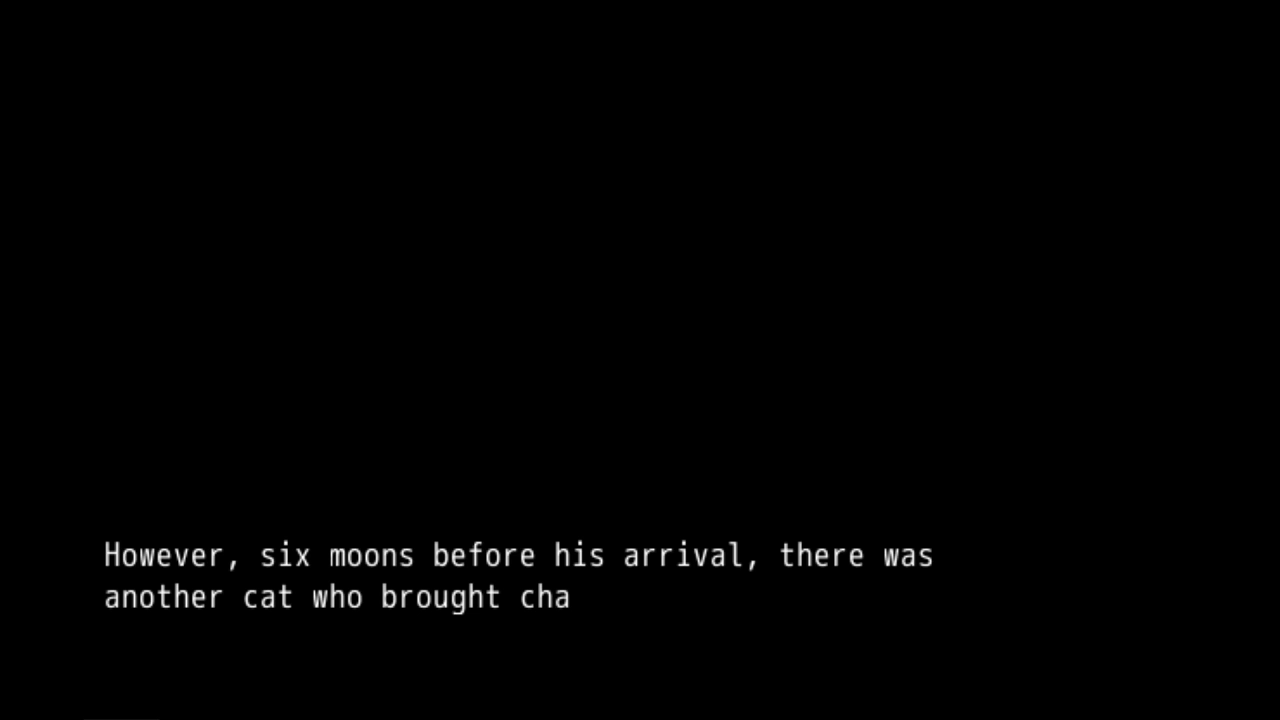 However, six moons before his arrival, there was
another cat who brought cha